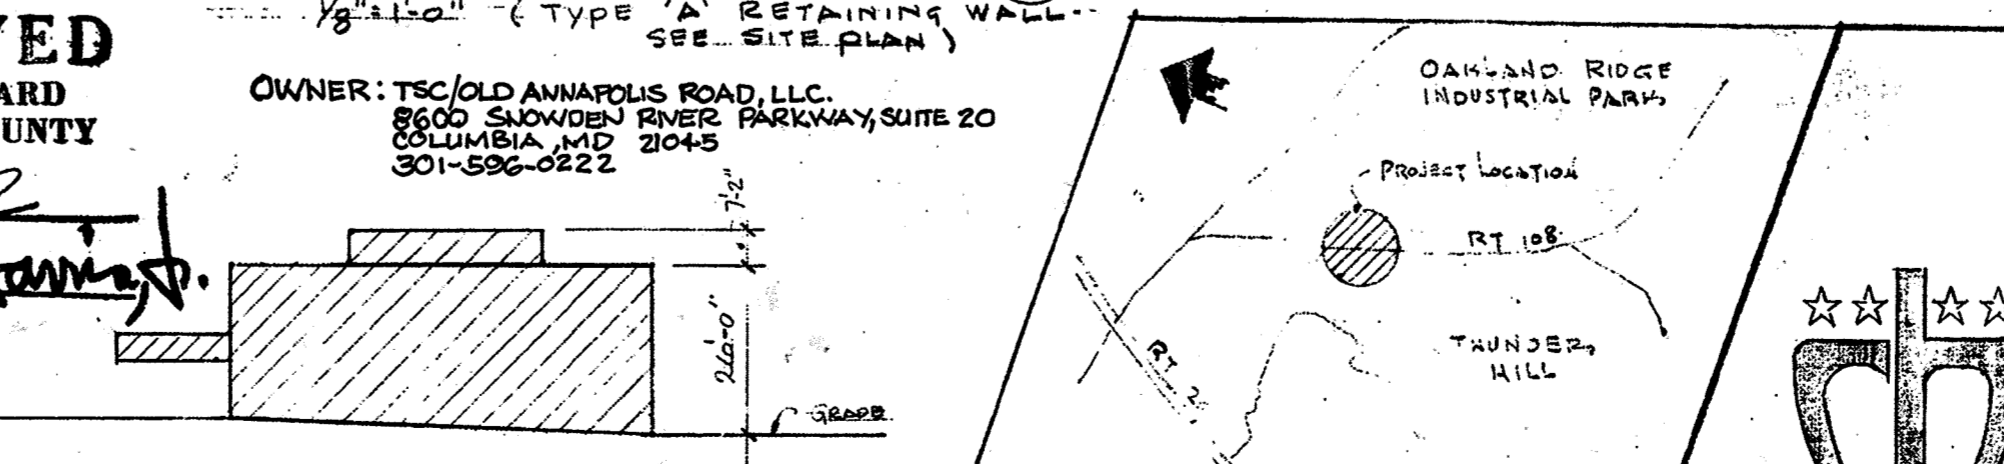 1/8"=1'-0" ( TYPE 'A' RETAINING WALL--
SEE SITE PLAN )
ED
ARD
UNTY
OWNER: TSC/OLD ANNAPOLIS ROAD, LLC.
8600 SNOWDEN RIVER PARKWAY, SUITE 20
COLUMBIA, MD 21045
301-596-0222
7'-2"
26'-0"
GRADE
OAKLAND RIDGE
INDUSTRIAL PARK
PROJECT LOCATION
RT 108
RT 2
THUNDER
HILL